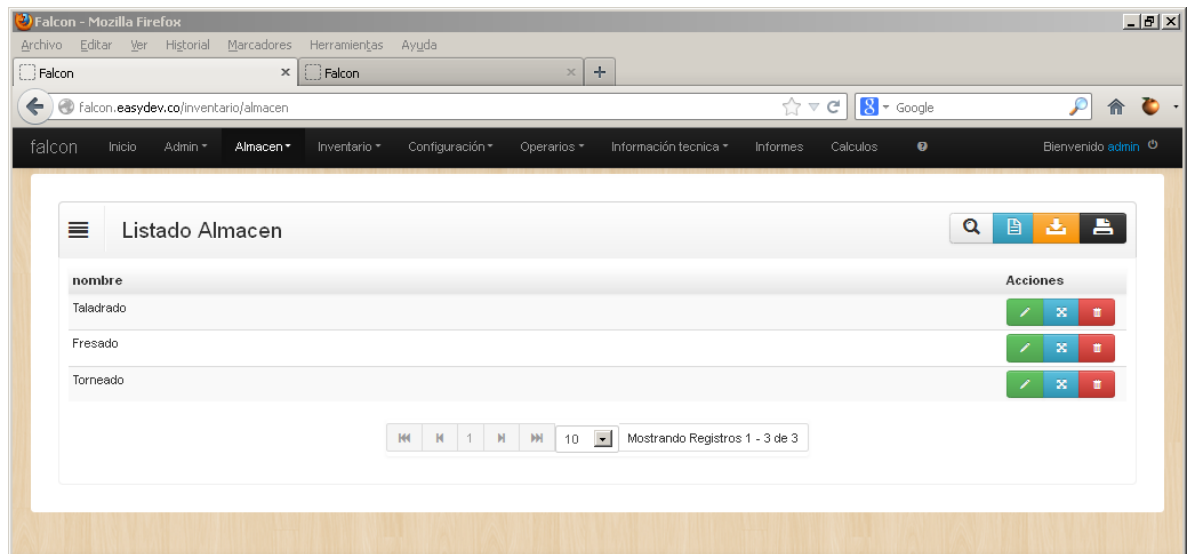 Falcon - Mozilla Firefox
Archivo Editar Ver Historial Marcadores Herramientas Ayuda
Falcon Falcon
falcon.easydev.co/inventario/almacen Google
falcon Inicio Admin Almacen Inventario Configuración Operarios Información tecnica Informes Calculos Bienvenido admin
Listado Almacen
nombre Acciones
Taladrado
Fresado
Torneado
1 10 Mostrando Registros 1 - 3 de 3